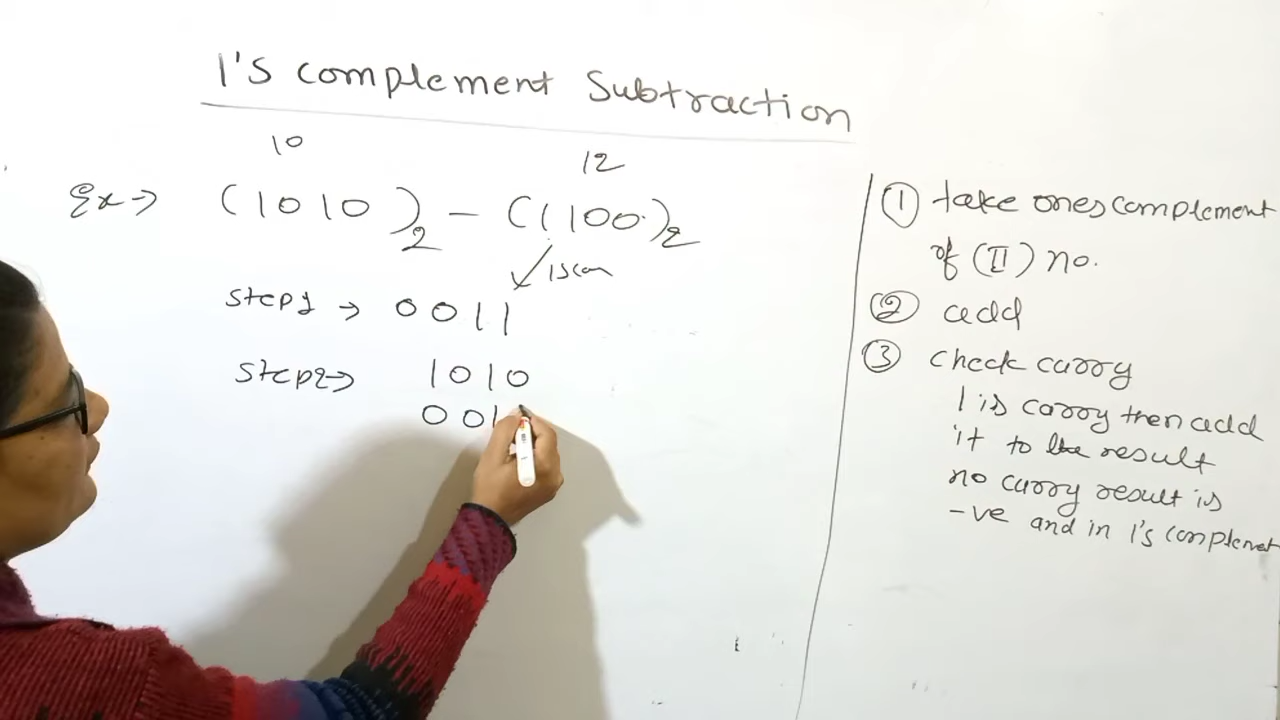 1's complement Subtraction
10 12
Ex→ (1010)2 - (1100)2
1's com
Step1 → 0011
Step2→ 1010
001
① take ones complement
of (II) no.
② add
③ check carry
1 is carry then add
it to the result
no carry result is
-ve and in 1's complement